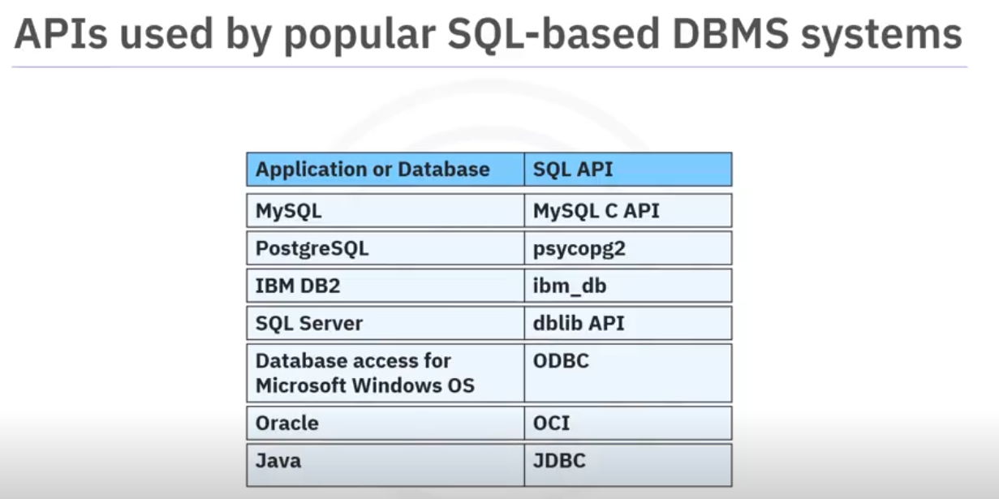 APIs used by popular SQL-based DBMS systems
Application or Database SQL API
MySQL MySQL C API
PostgreSQL psycopg2
IBM DB2 ibm_db
SQL Server dblib API
Database access for ODBC
Microsoft Windows OS
Oracle OCI
Java JDBC